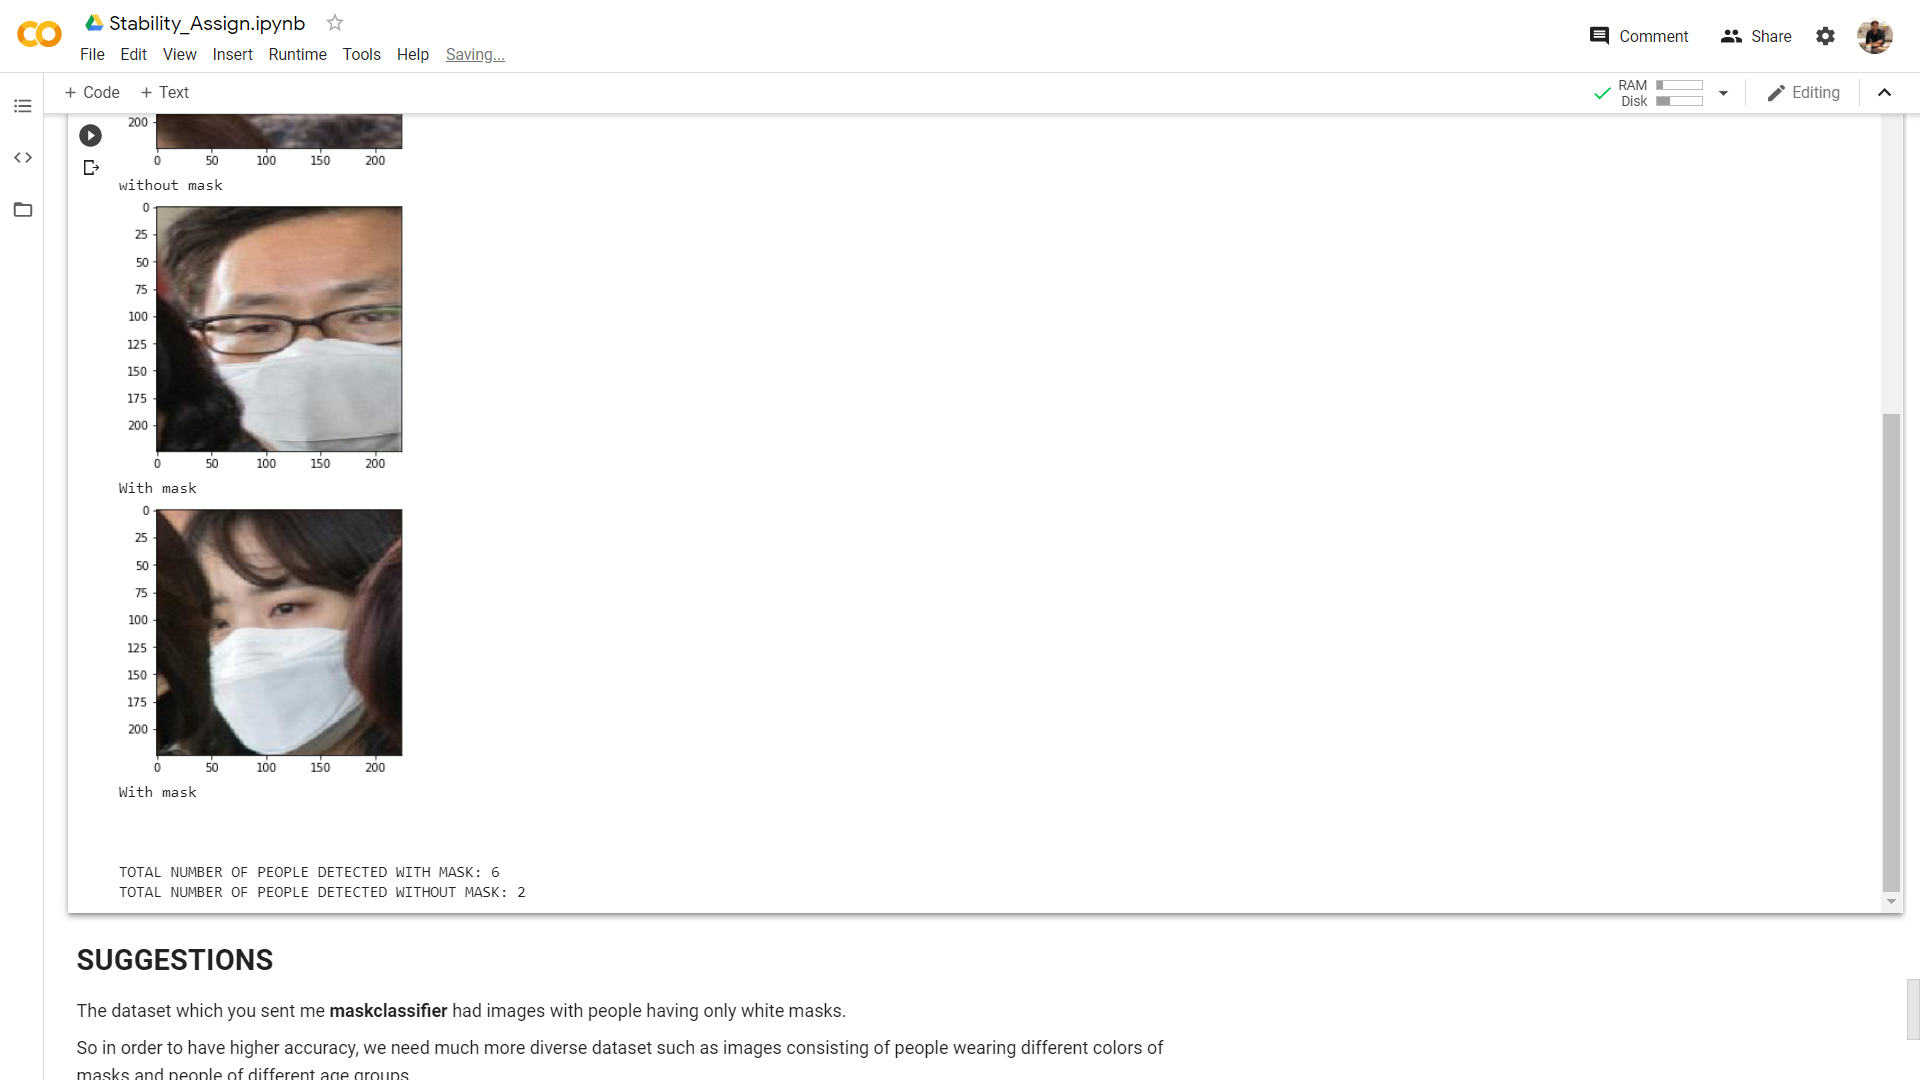 Stability_Assign.ipynb
Comment
Share
File Edit View Insert Runtime Tools Help Saving...
+ Code + Text
RAM
Disk
Editing
200
0 50 100 150 200
without mask
0
25
50
75
100
125
150
175
200
0 50 100 150 200
With mask
0
25
50
75
100
125
150
175
200
0 50 100 150 200
With mask
TOTAL NUMBER OF PEOPLE DETECTED WITH MASK: 6
TOTAL NUMBER OF PEOPLE DETECTED WITHOUT MASK: 2
SUGGESTIONS
The dataset which you sent me maskclassifier had images with people having only white masks.
So in order to have higher accuracy, we need much more diverse dataset such as images consisting of people wearing different colors of
masks and people of different age groups